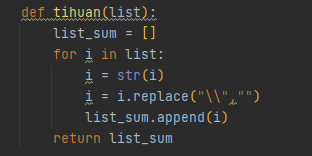 def tihuan(list):
    list_sum = []
    for i in list:
        i = str(i)
        i = i.replace("\\","")
        list_sum.append(i)
    return list_sum